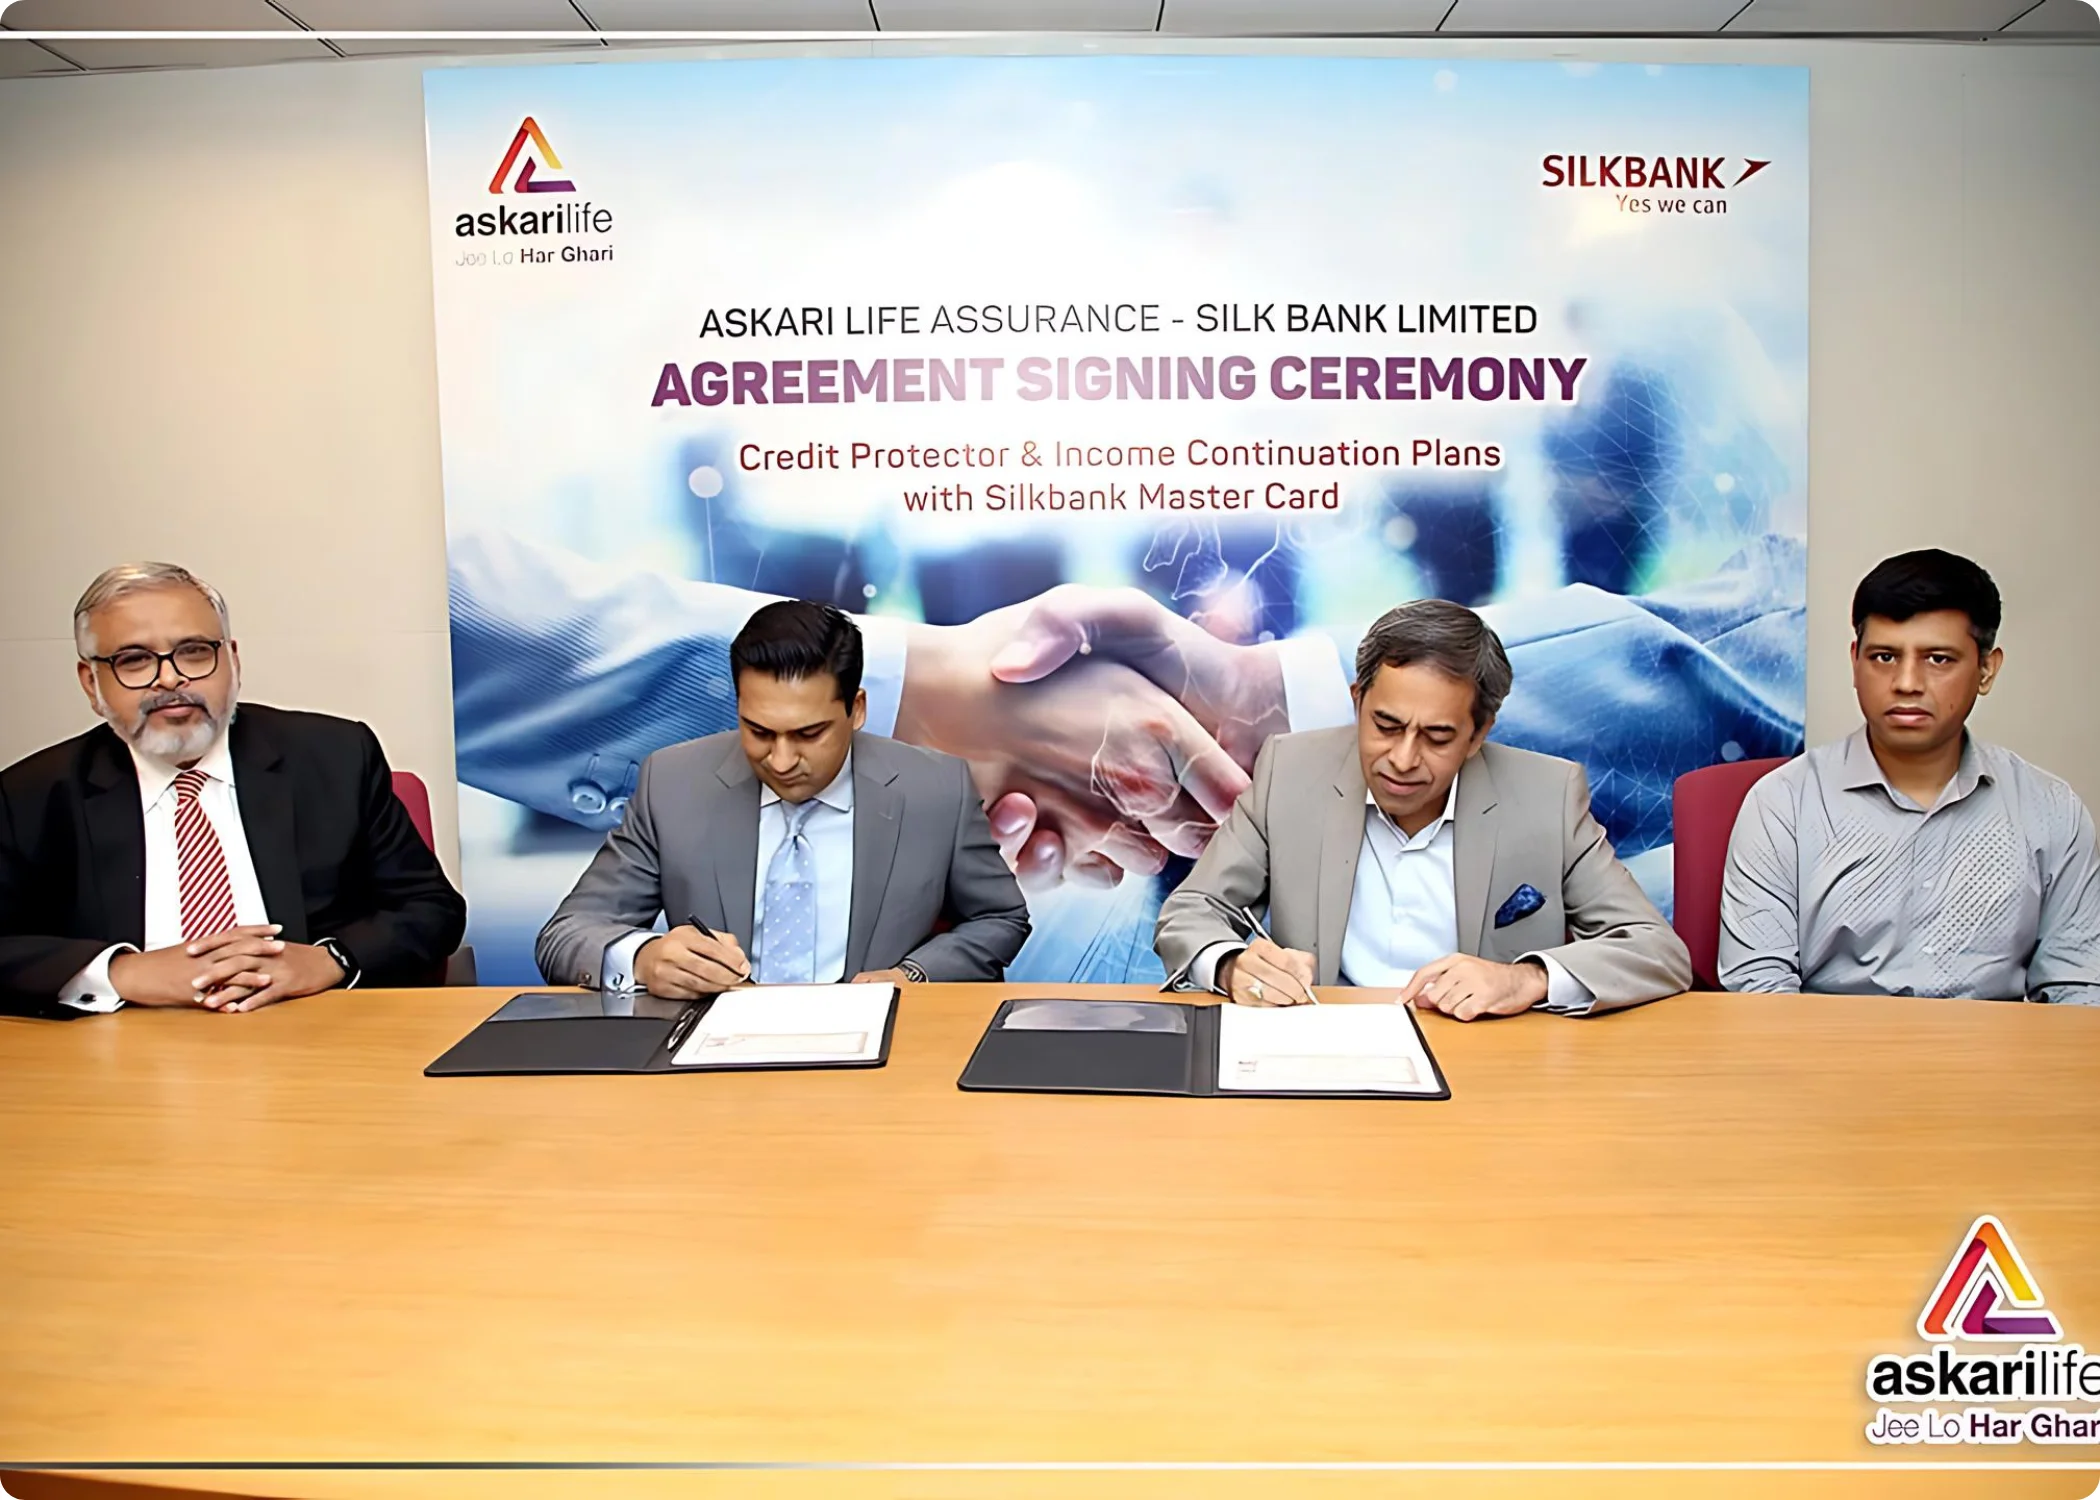 askarilife
Jee Lo Har Ghari
SILKBANK
Yes we can
ASKARI LIFE ASSURANCE - SILK BANK LIMITED
AGREEMENT SIGNING CEREMONY
Credit Protector & Income Continuation Plans
with Silkbank Master Card
askarilife
Jee Lo Har Ghar